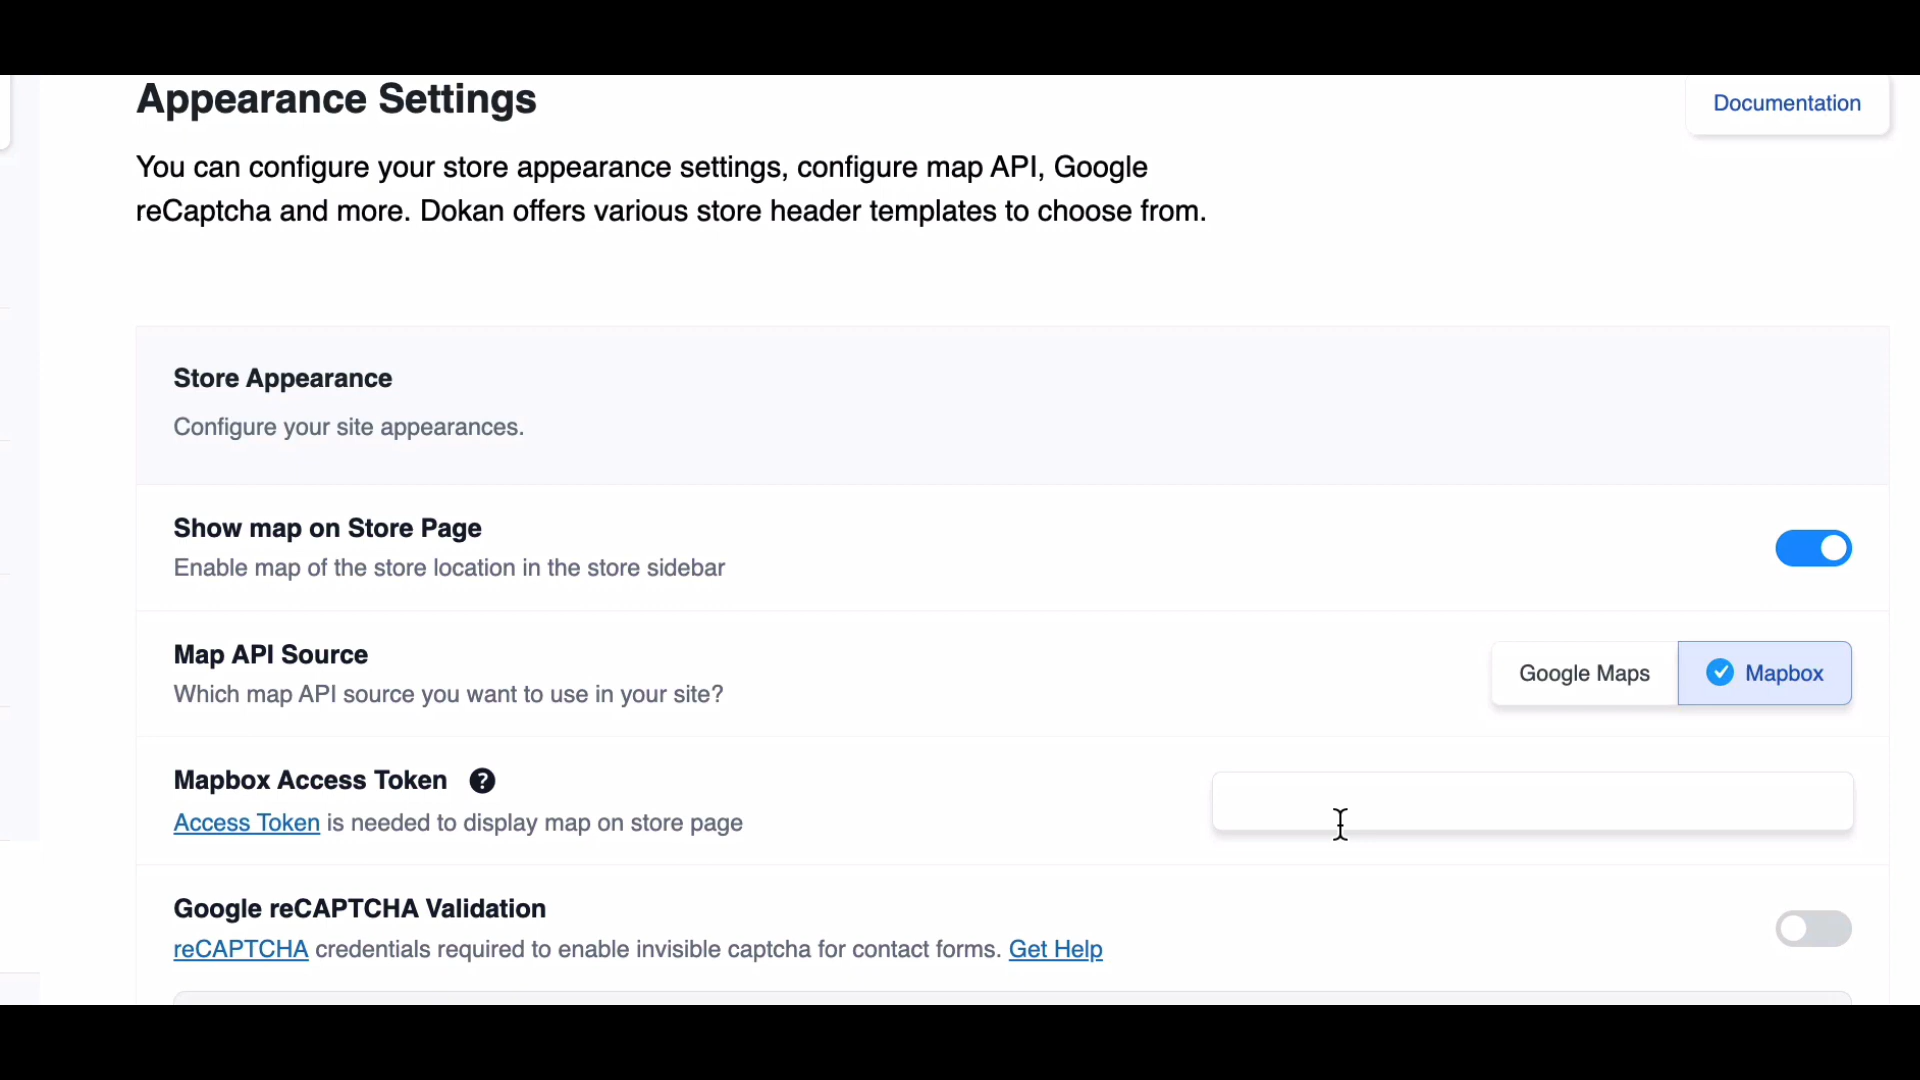 Appearance Settings
Documentation
You can configure your store appearance settings, configure map API, Google
reCaptcha and more. Dokan offers various store header templates to choose from.
Store Appearance
Configure your site appearances.
Show map on Store Page
Enable map of the store location in the store sidebar
Map API Source
Which map API source you want to use in your site?
Google Maps
Mapbox
Mapbox Access Token
Access Token is needed to display map on store page
Google reCAPTCHA Validation
reCAPTCHA credentials required to enable invisible captcha for contact forms. Get Help